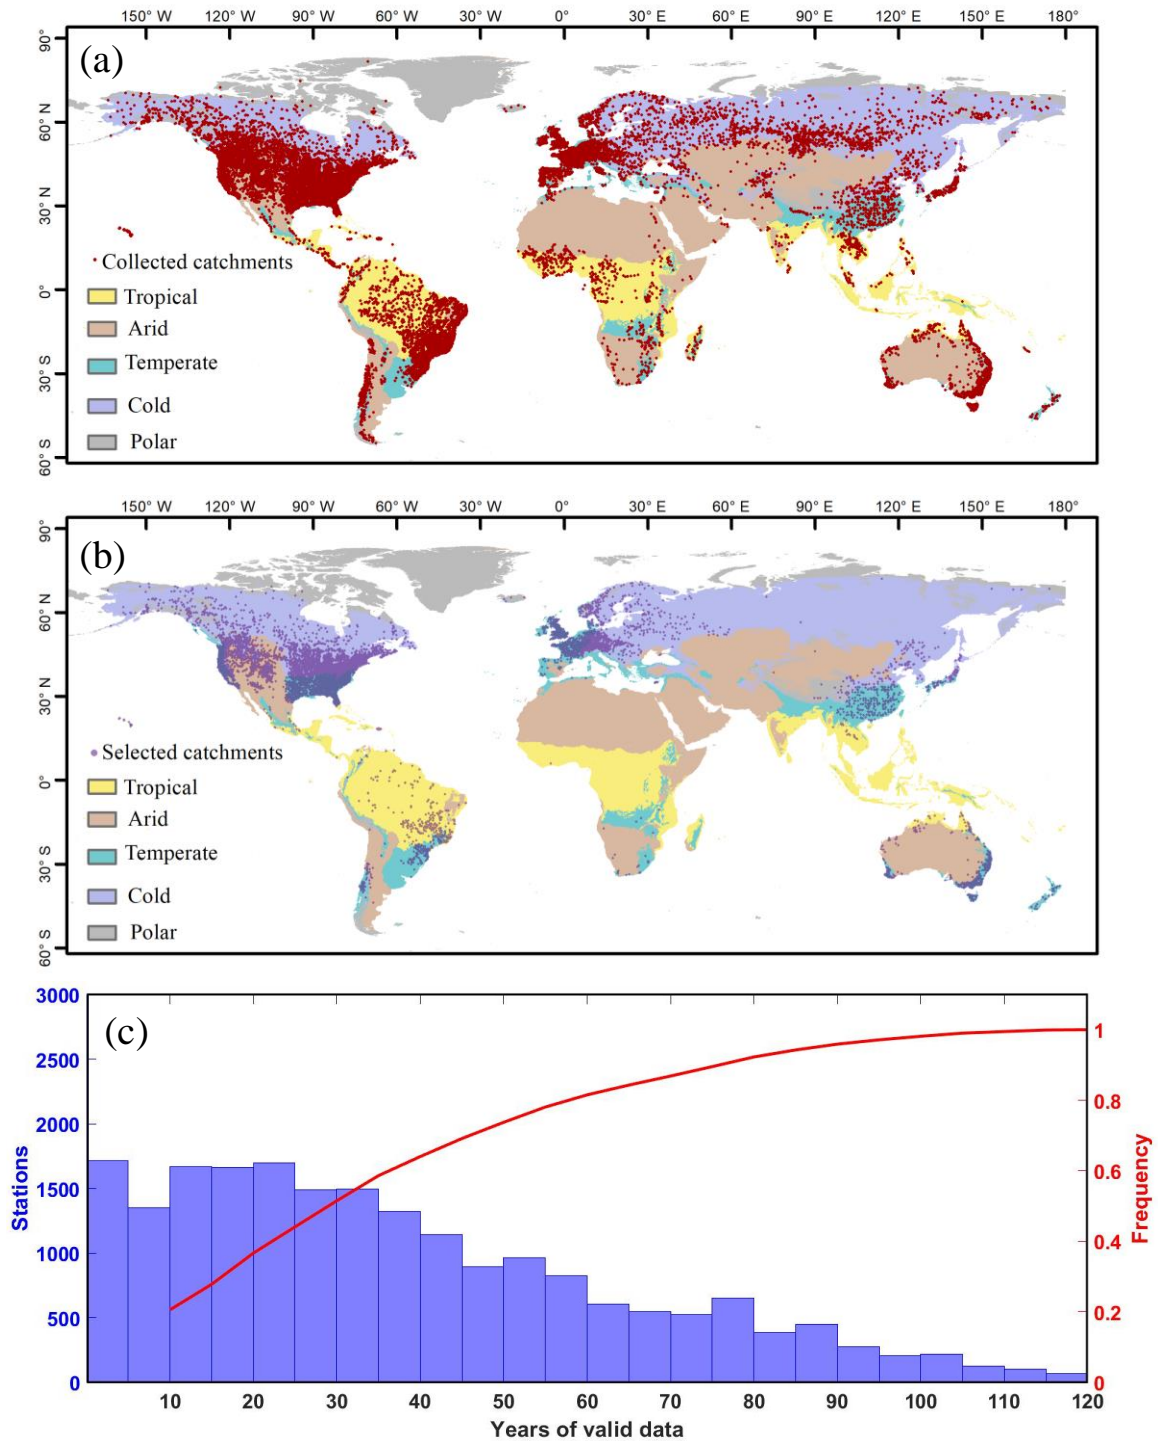 150° W 120° W 90° W 60° W 30° W 0° 30° E 60° E 90° E 120° E 150° E 180°
90°
(a)
60° N
30° N
Collected catchments
0°
Tropical
Arid
30° S
Temperate
Cold
Polar
60° S
150° W 120° W 90° W 60° W 30° W 0° 30° E 60° E 90° E 120° E 150° E 180°
90°
(b)
60° N
30° N
Selected catchments
0°
Tropical
Arid
Temperate
30° S
Cold
Polar
60° S
3000
(c)
1
2500
2000
0.8
1500
0.6
Stations
Frequency
1000
0.4
500
0.2
0
0
10 20 30 40 50 60 70 80 90 100 110 120
Years of valid data